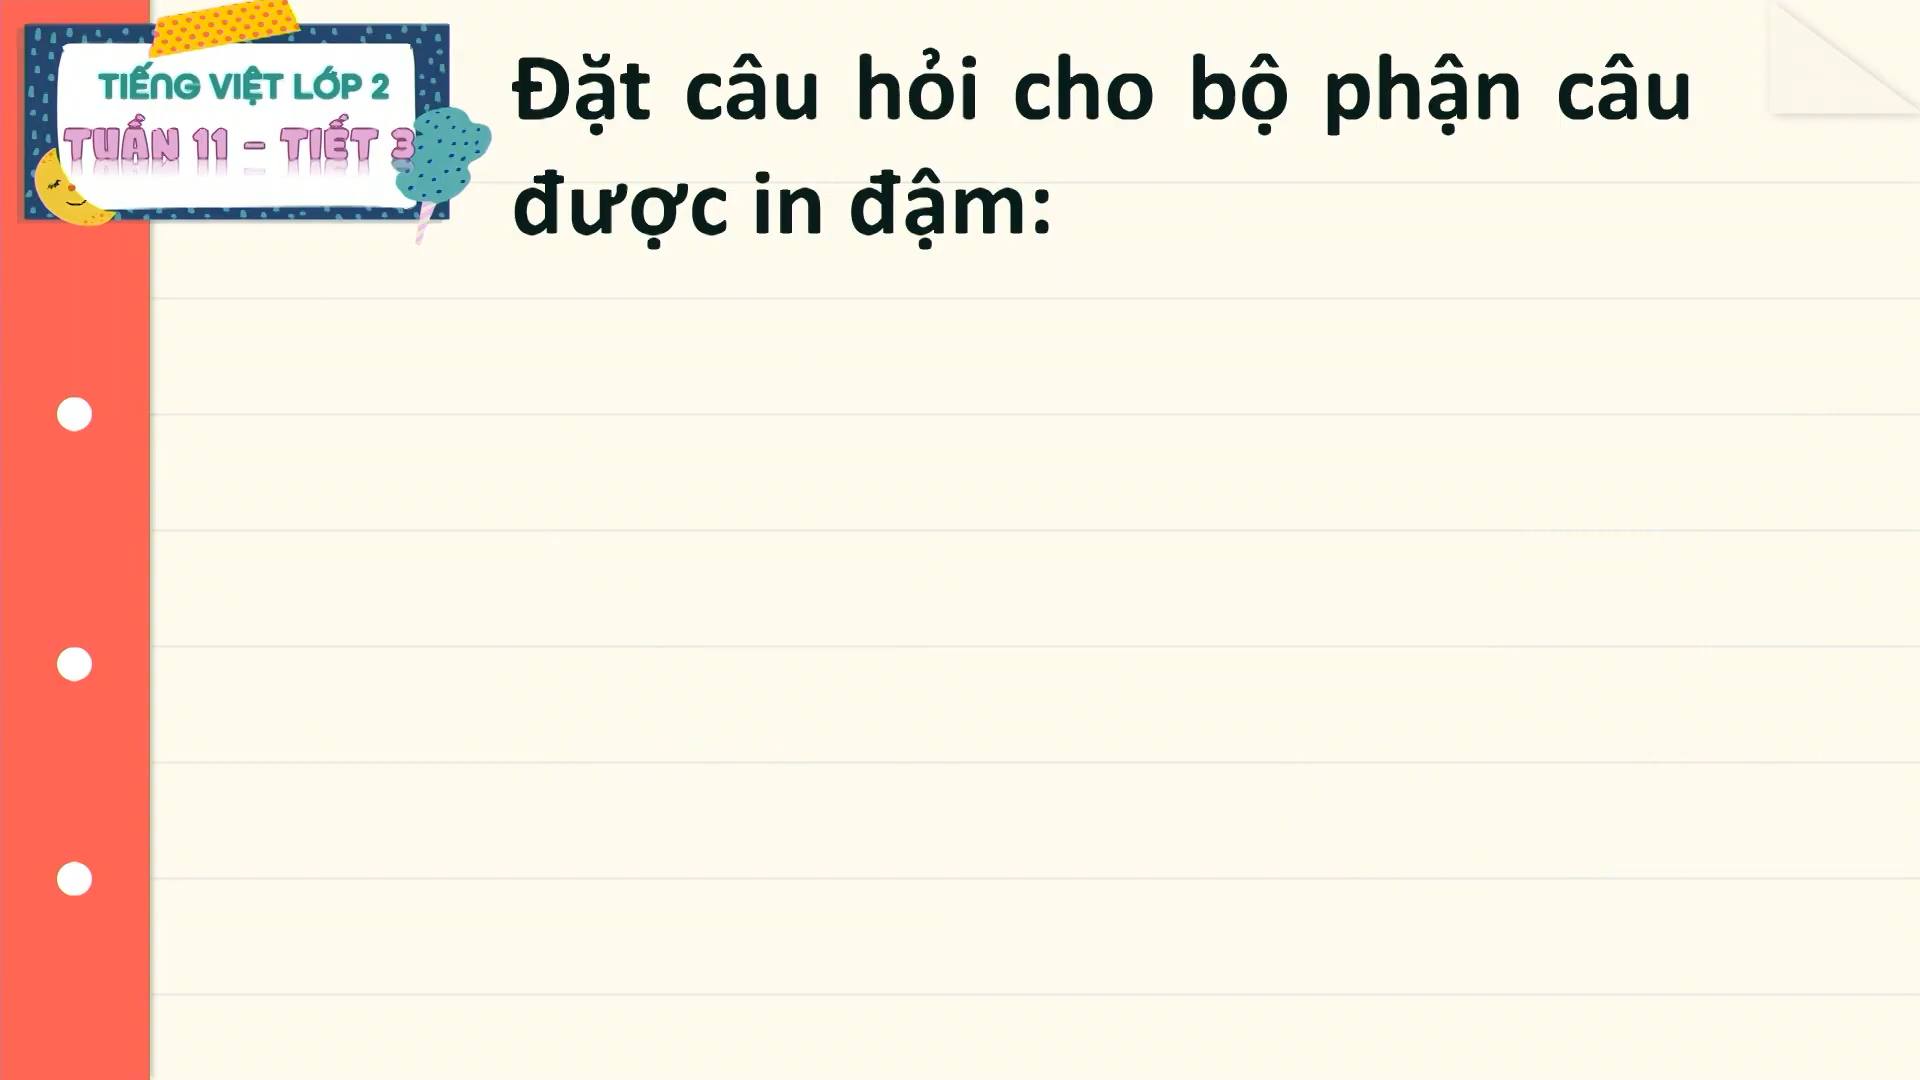 TIẾNG VIỆT LỚP 2
TUẦN 11 - TIẾT 3
Đặt câu hỏi cho bộ phận câu
được in đậm: